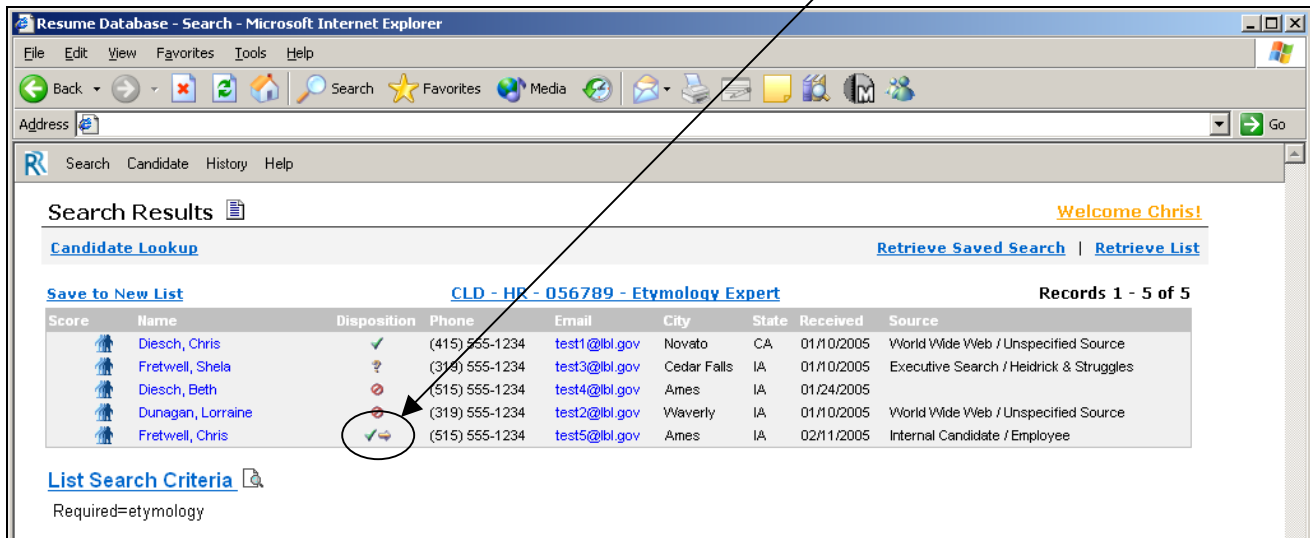 Resume Database - Search - Microsoft Internet Explorer
File Edit View Favorites Tools Help
Back Search Favorites Media
Address Go
Search Candidate History Help
Search Results Welcome Chris!
Candidate Lookup Retrieve Saved Search | Retrieve List
Save to New List CLD - HR - 056789 - Etymology Expert Records 1 - 5 of 5
Score Name Disposition Phone Email City State Received Source
Diesch, Chris (415) 555-1234 test1@lbl.gov Novato CA 01/10/2005 World Wide Web / Unspecified Source
Fretwell, Shela ? (319) 555-1234 test3@lbl.gov Cedar Falls IA 01/10/2005 Executive Search / Heidrick & Struggles
Diesch, Beth (515) 555-1234 test4@lbl.gov Ames IA 01/24/2005
Dunagan, Lorraine (319) 555-1234 test2@lbl.gov Waverly IA 01/10/2005 World Wide Web / Unspecified Source
Fretwell, Chris (515) 555-1234 test5@lbl.gov Ames IA 02/11/2005 Internal Candidate / Employee
List Search Criteria
Required=etymology